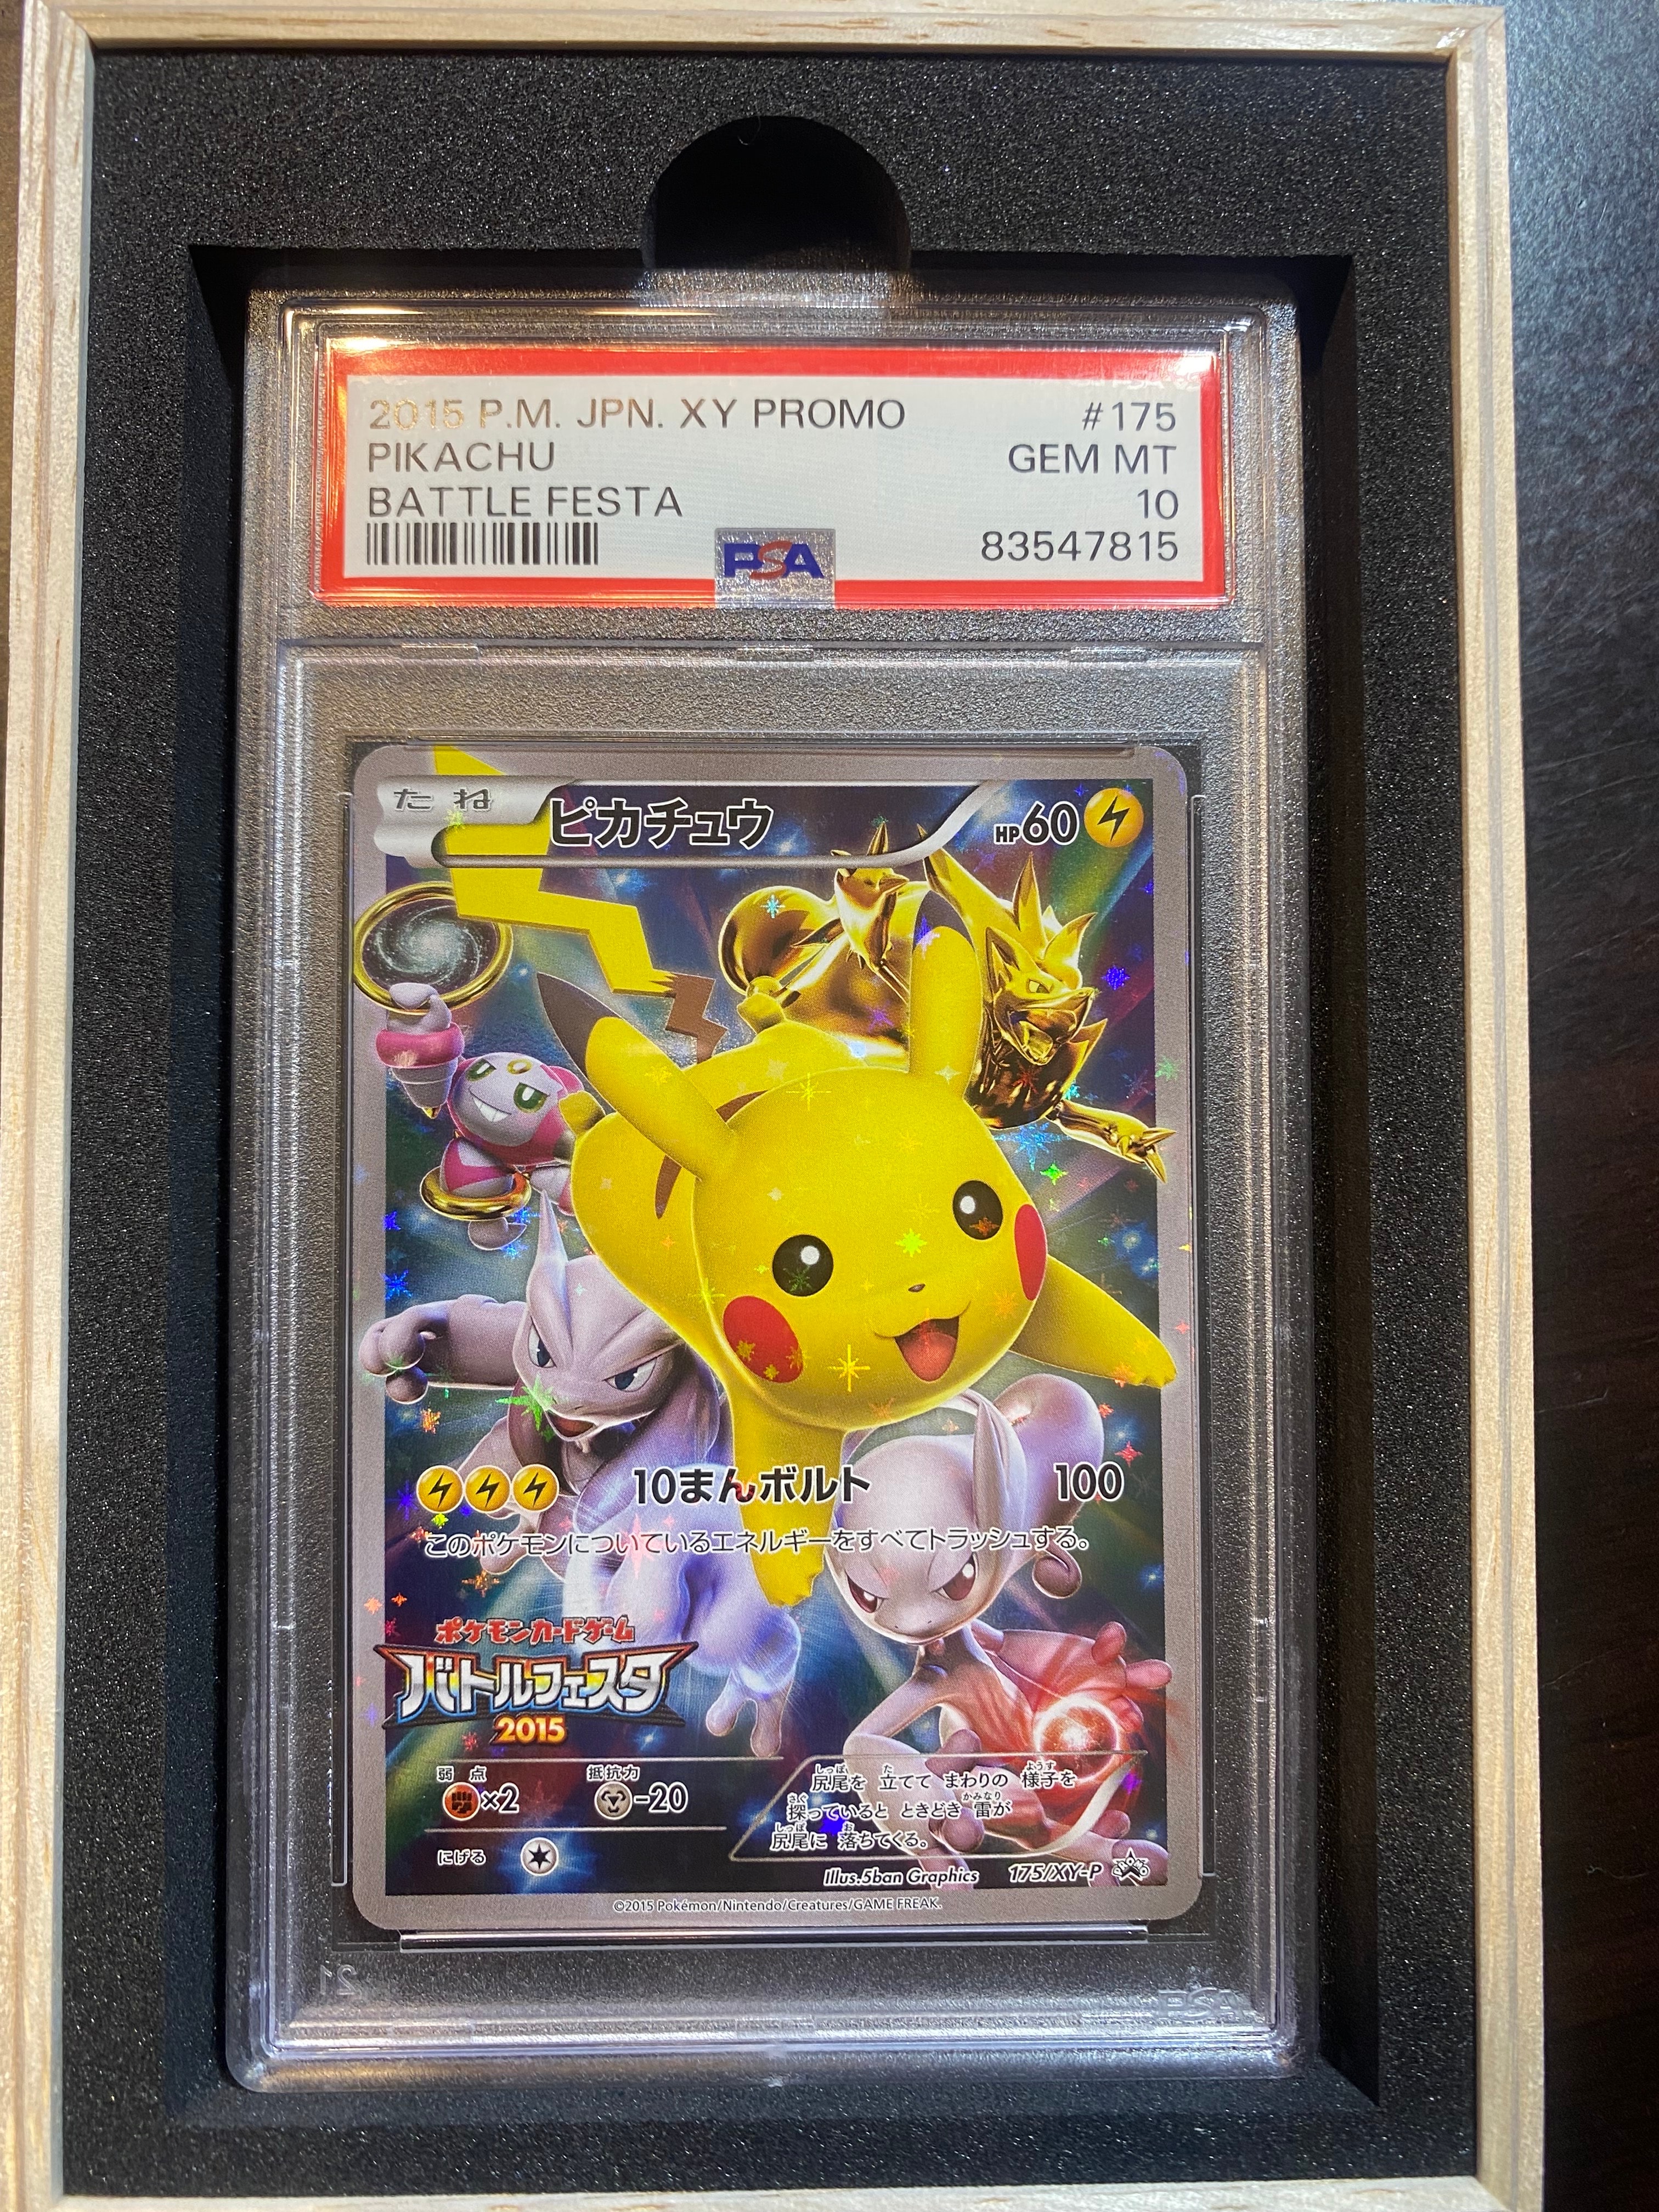 2015 P.M. JPN. XY PROMO #175
PIKACHU GEM MT
BATTLE FESTA 10
PSA 83547815
たね ピカチュウ HP60
10まんボルト 100
このポケモンについているエネルギーをすべてトラッシュする。
ポケモンカードゲーム
バトルフェスタ
2015
弱点 抵抗力
×2 -20
にげる
尻尾を 立てて まわりの 様子を
探っていると ときどき 雷が
尻尾に 落ちてくる。
Illus.5ban Graphics 175/XY-P
©2015 Pokémon/Nintendo/Creatures/GAME FREAK.